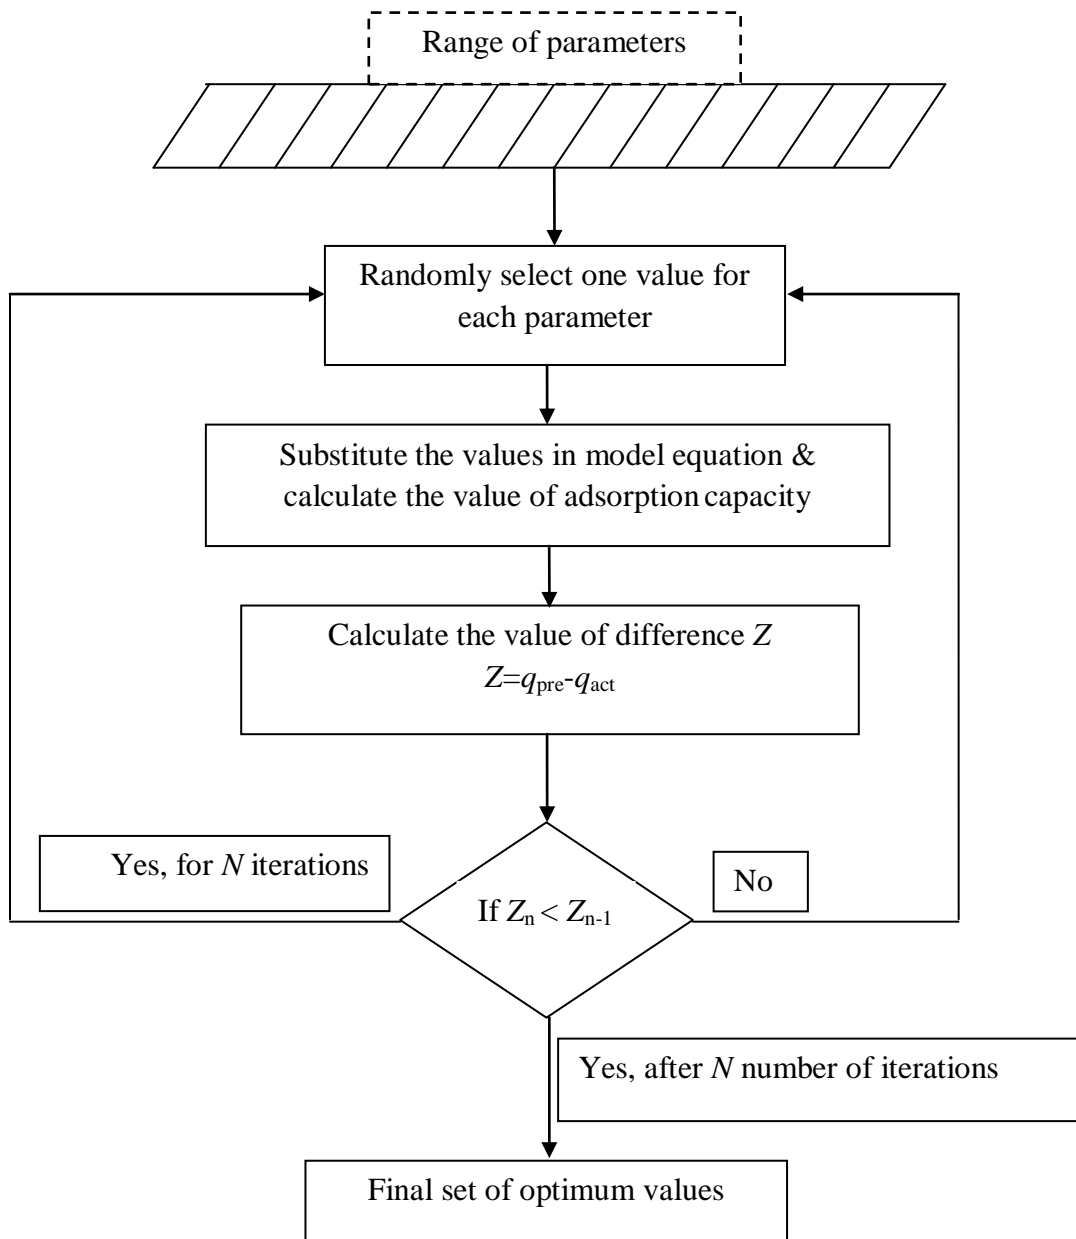 Range of parameters
Randomly select one value for
each parameter
Substitute the values in model equation &
calculate the value of adsorption capacity
Calculate the value of difference Z
Z=qpre-qact
Yes, for N iterations
No
If Zn < Zn-1
Yes, after N number of iterations
Final set of optimum values